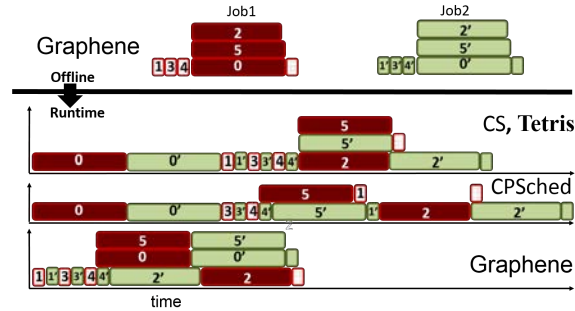 Job1 Job2
2 2'
Graphene 5 5'
1 3 4 0 1' 3' 4' 0'
Offline
Runtime
5 CS, Tetris
5'
0 0' 1 1' 3 3' 4 4' 2 2'
5 1 CPSched
0 0' 3 3' 4 4' 5' 1' 2 2'
2
5 5'
0 0' Graphene
1 1' 3 3' 4 4' 2' 2
time